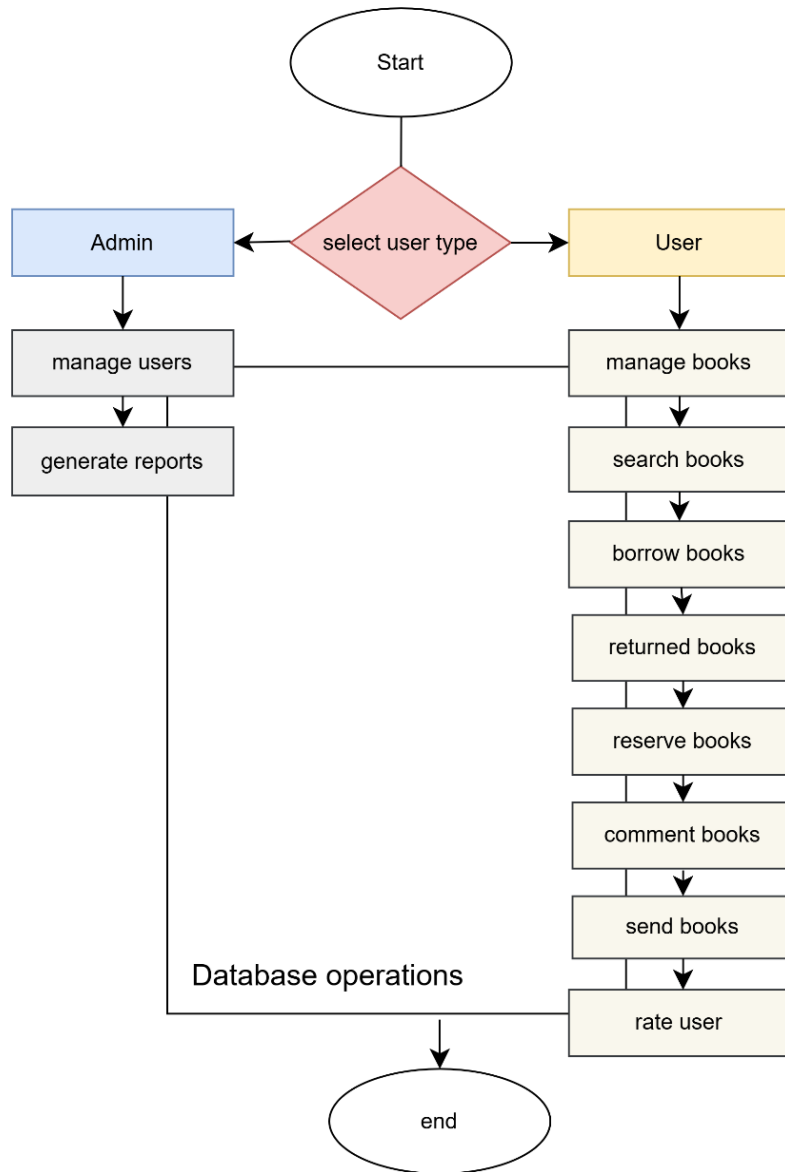 Start
select user type
Admin
User
manage users
manage books
generate reports
search books
borrow books
returned books
reserve books
comment books
send books
Database operations
rate user
end